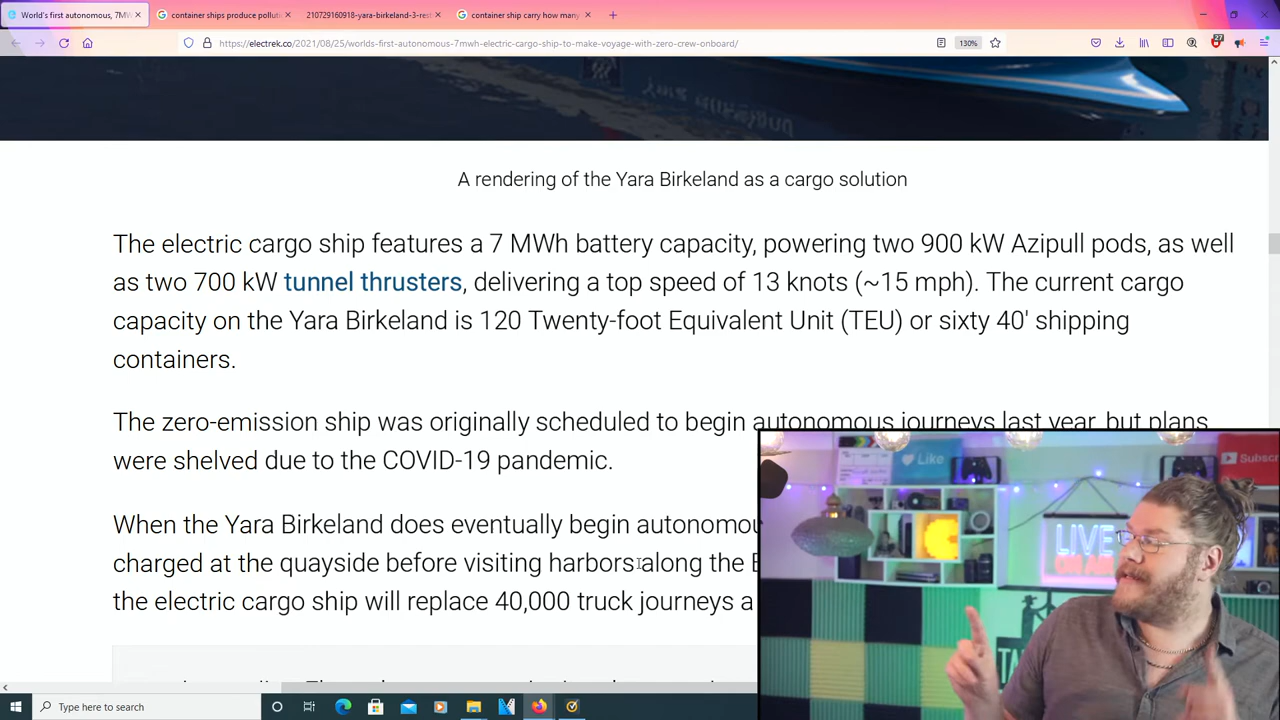 World's first autonomous, 7MW
container ships produce polluti
210729160918-yara-birkeland-3-rest
container ship carry how many
https://electrek.co/2021/08/25/worlds-first-autonomous-7mwh-electric-cargo-ship-to-make-voyage-with-zero-crew-onboard/
130%
27
A rendering of the Yara Birkeland as a cargo solution
The electric cargo ship features a 7 MWh battery capacity, powering two 900 kW Azipull pods, as well
as two 700 kW tunnel thrusters, delivering a top speed of 13 knots (~15 mph). The current cargo
capacity on the Yara Birkeland is 120 Twenty-foot Equivalent Unit (TEU) or sixty 40' shipping
containers.
The zero-emission ship was originally scheduled to begin autonomous journeys last year, but plans
were shelved due to the COVID-19 pandemic.
When the Yara Birkeland does eventually begin autonomou
charged at the quayside before visiting harbors along the
the electric cargo ship will replace 40,000 truck journeys a
Like
Subscr
LIVE
ON AIR
TA
Type here to search